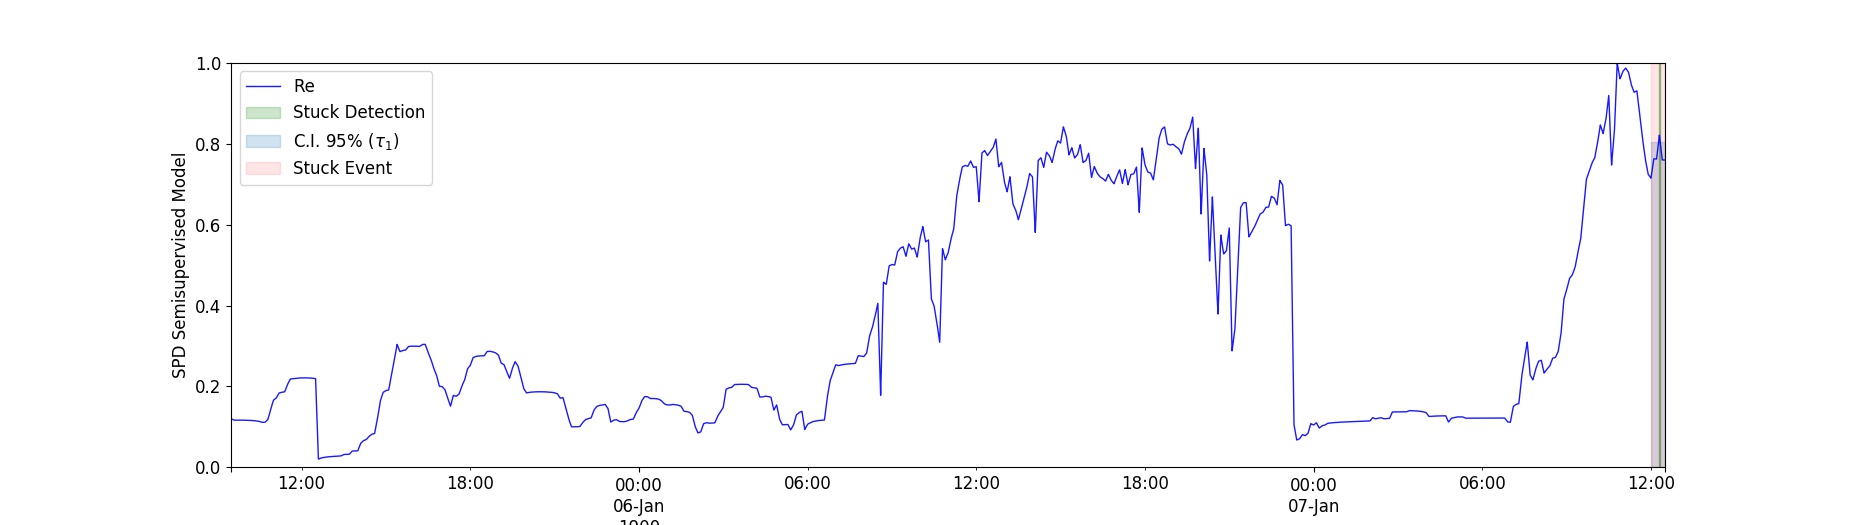 1.0
0.8
0.6
0.4
0.2
0.0
SPD Semisupervised Model
Re
Stuck Detection
C.I. 95% (τ₁)
Stuck Event
12:00 18:00 00:00 06:00 12:00 18:00 00:00 06:00 12:00
06-Jan 07-Jan
1900